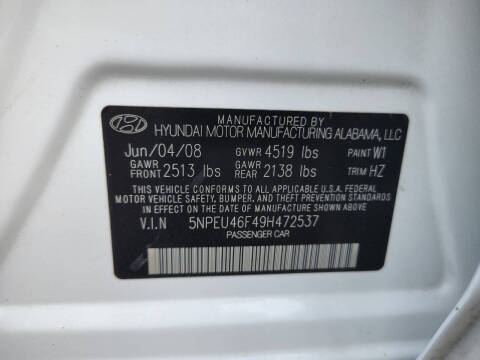 MANUFACTURED BY
HYUNDAI MOTOR MANUFACTURING ALABAMA, LLC
Jun/04/08 GVWR 4519 lbs PAINT W1
GAWR FRONT 2513 lbs GAWR REAR 2138 lbs TRIM HZ
THIS VEHICLE CONFORMS TO ALL APPLICABLE U.S.A FEDERAL
MOTOR VEHICLE SAFETY, BUMPER, AND THEFT PREVENTION
STANDARDS IN EFFECT ON THE DATE OF MANUFACTURE SHOWN ABOVE.
V.I.N 5NPEU46F49H472537
PASSENGER CAR